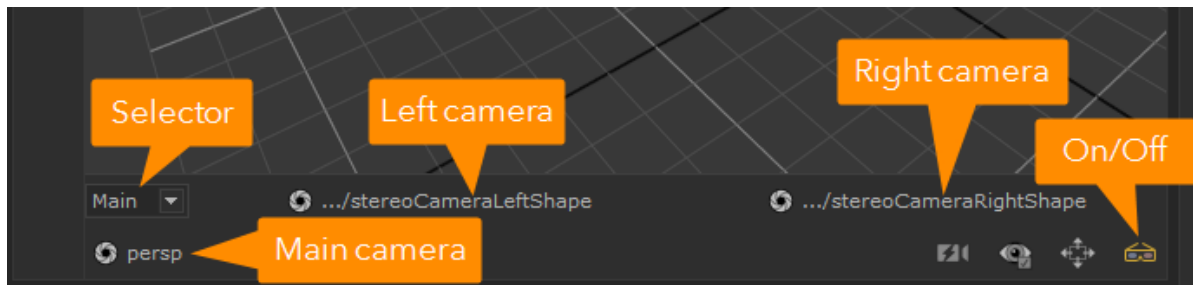 Right camera
Selector
Left camera
On/Off
Main
.../stereoCameraLeftShape
.../stereoCameraRightShape
persp
Main camera